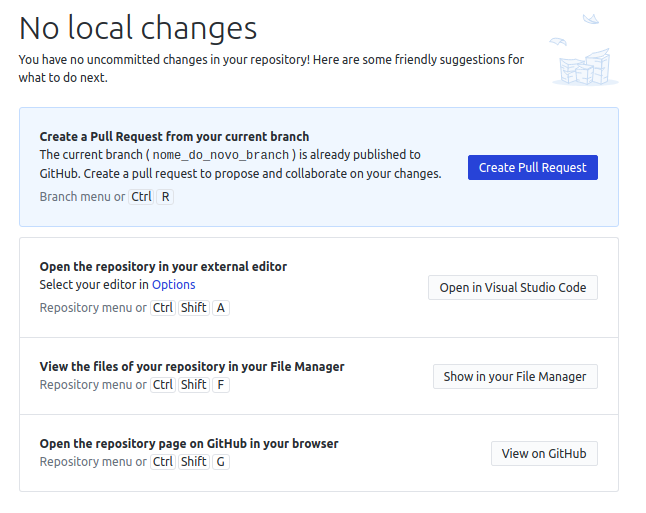 No local changes
You have no uncommitted changes in your repository! Here are some friendly suggestions for
what to do next.
Create a Pull Request from your current branch
The current branch ( nome_do_novo_branch ) is already published to
GitHub. Create a pull request to propose and collaborate on your changes.
Branch menu or Ctrl R
Create Pull Request
Open the repository in your external editor
Select your editor in Options
Repository menu or Ctrl Shift A
Open in Visual Studio Code
View the files of your repository in your File Manager
Repository menu or Ctrl Shift F
Show in your File Manager
Open the repository page on GitHub in your browser
Repository menu or Ctrl Shift G
View on GitHub